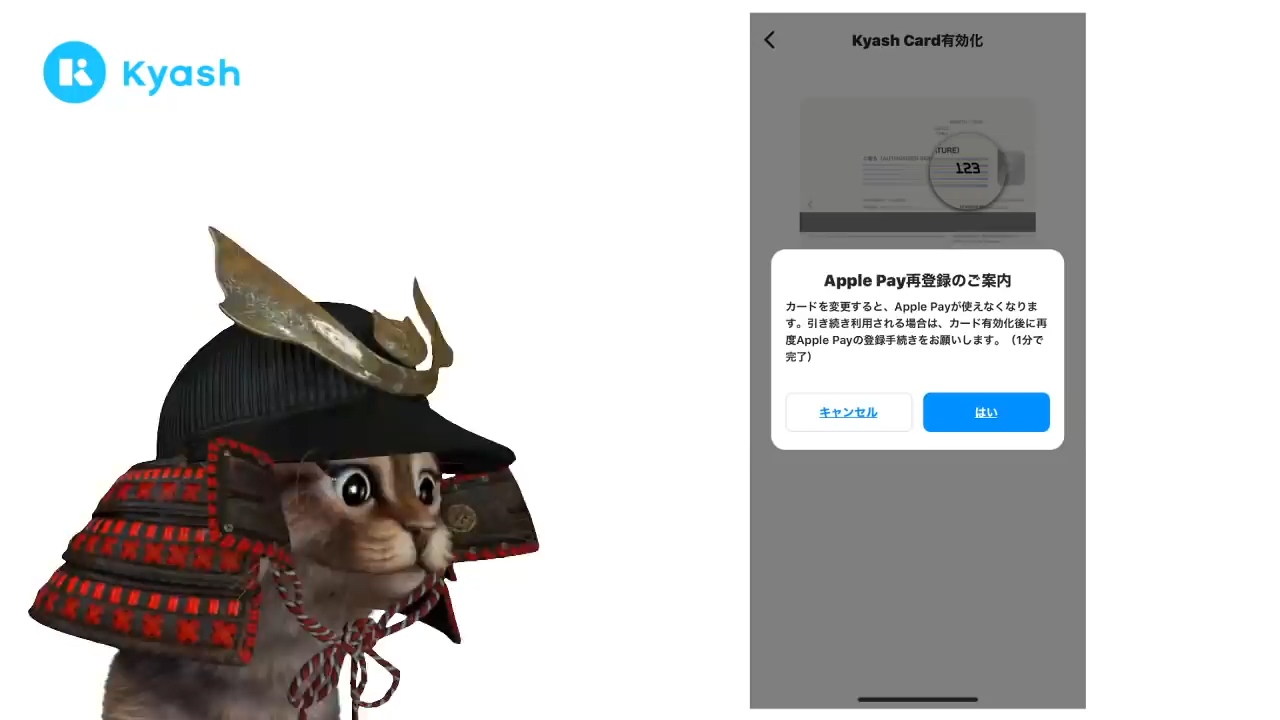 Kyash
Kyash Card有効化
123
Apple Pay再登録のご案内
カードを変更すると、Apple Payが使えなくなりま
す。引き続き利用される場合は、カード有効化後に再
度Apple Payの登録手続きをお願いします。（1分で
完了）
キャンセル
はい